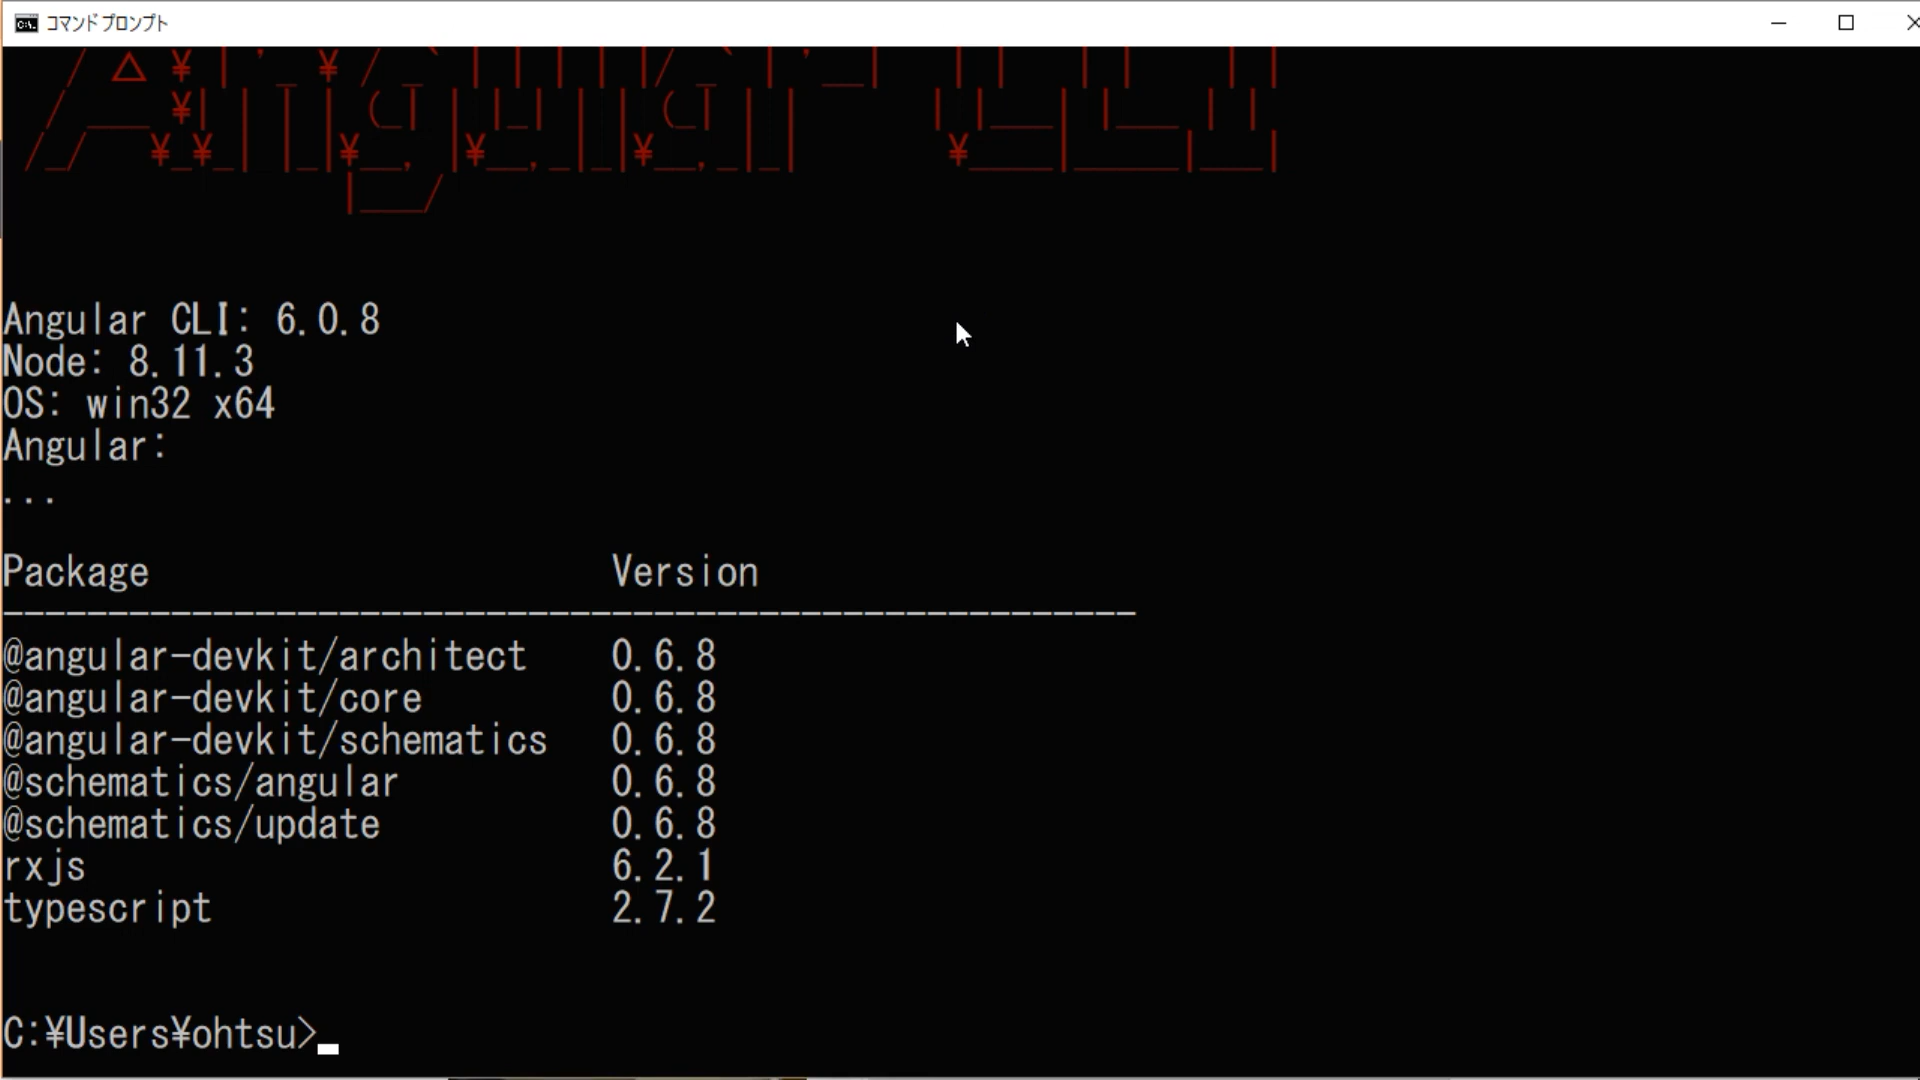 コマンド プロンプト
Angular CLI: 6.0.8
Node: 8.11.3
OS: win32 x64
Angular:
...
Package Version
-----------------------------------------------------
@angular-devkit/architect 0.6.8
@angular-devkit/core 0.6.8
@angular-devkit/schematics 0.6.8
@schematics/angular 0.6.8
@schematics/update 0.6.8
rxjs 6.2.1
typescript 2.7.2
C:¥Users¥ohtsu>